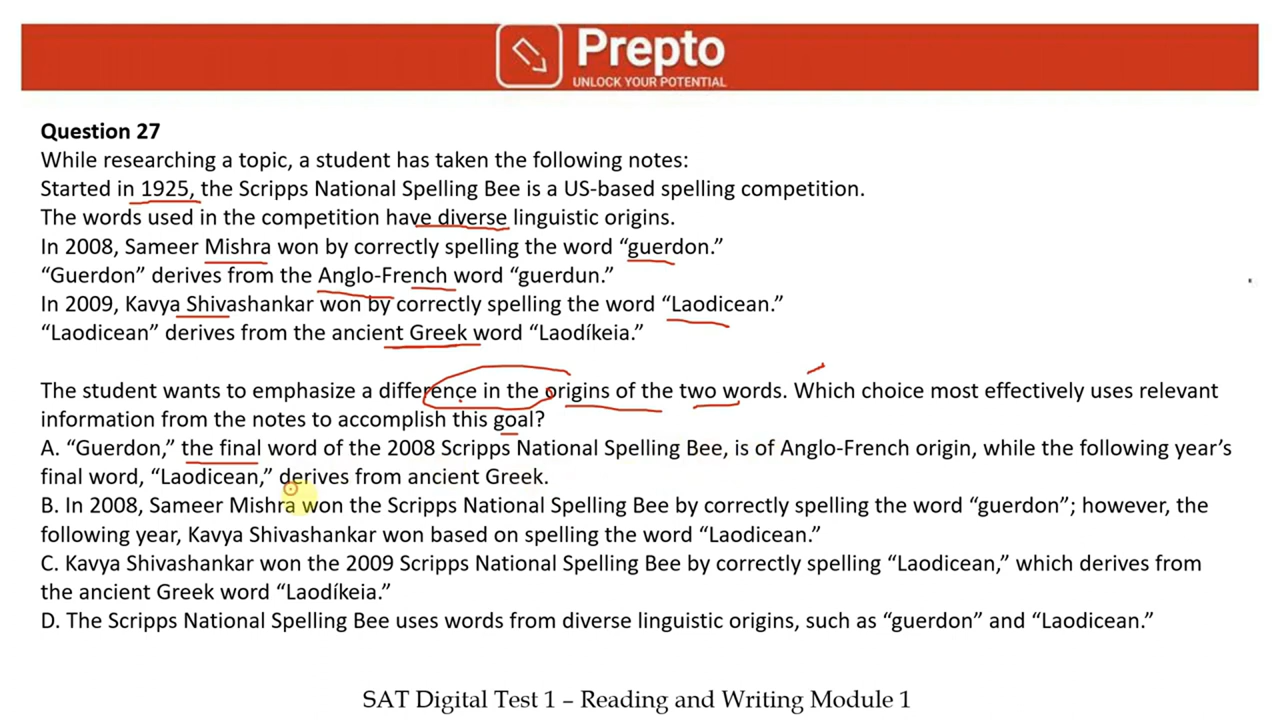 Prepto
UNLOCK YOUR POTENTIAL
Question 27
While researching a topic, a student has taken the following notes:
Started in 1925, the Scripps National Spelling Bee is a US-based spelling competition.
The words used in the competition have diverse linguistic origins.
In 2008, Sameer Mishra won by correctly spelling the word “guerdon.”
“Guerdon” derives from the Anglo-French word “guerdun.”
In 2009, Kavya Shivashankar won by correctly spelling the word “Laodicean.”
“Laodicean” derives from the ancient Greek word “Laodíkeia.”
The student wants to emphasize a difference in the origins of the two words. Which choice most effectively uses relevant
information from the notes to accomplish this goal?
A. “Guerdon,” the final word of the 2008 Scripps National Spelling Bee, is of Anglo-French origin, while the following year’s
final word, “Laodicean,” derives from ancient Greek.
B. In 2008, Sameer Mishra won the Scripps National Spelling Bee by correctly spelling the word “guerdon”; however, the
following year, Kavya Shivashankar won based on spelling the word “Laodicean.”
C. Kavya Shivashankar won the 2009 Scripps National Spelling Bee by correctly spelling “Laodicean,” which derives from
the ancient Greek word “Laodíkeia.”
D. The Scripps National Spelling Bee uses words from diverse linguistic origins, such as “guerdon” and “Laodicean.”
SAT Digital Test 1 – Reading and Writing Module 1